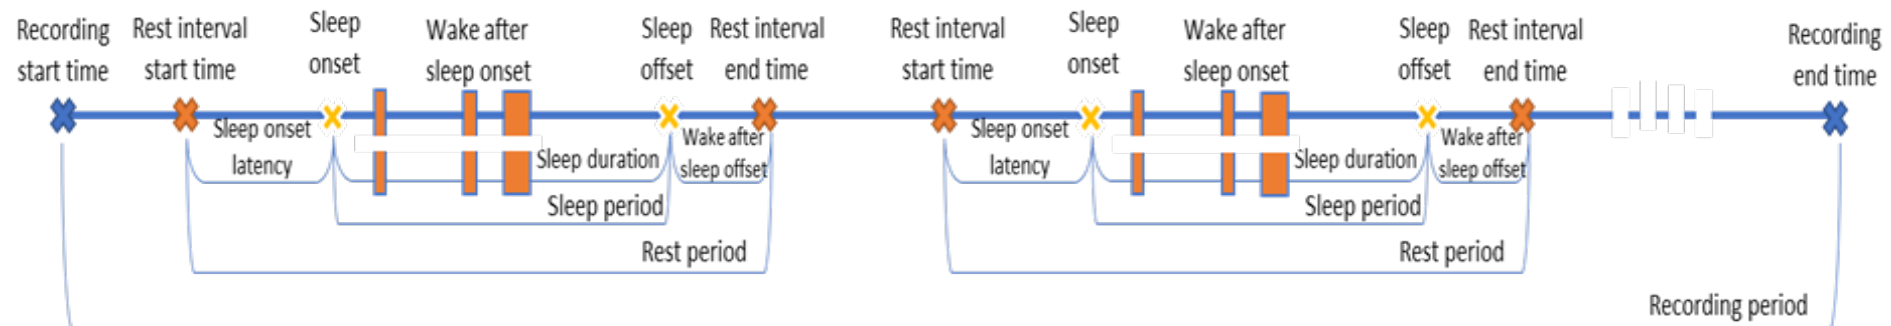 Recording
start time
Rest interval
start time
Sleep
onset
Wake after
sleep onset
Sleep
offset
Rest interval
end time
Rest interval
start time
Sleep
onset
Wake after
sleep onset
Sleep
offset
Rest interval
end time
Recording
end time
Sleep onset
latency
Sleep duration
Wake after
sleep offset
Sleep onset
latency
Sleep duration
Wake after
sleep offset
Sleep period
Sleep period
Rest period
Rest period
Recording period